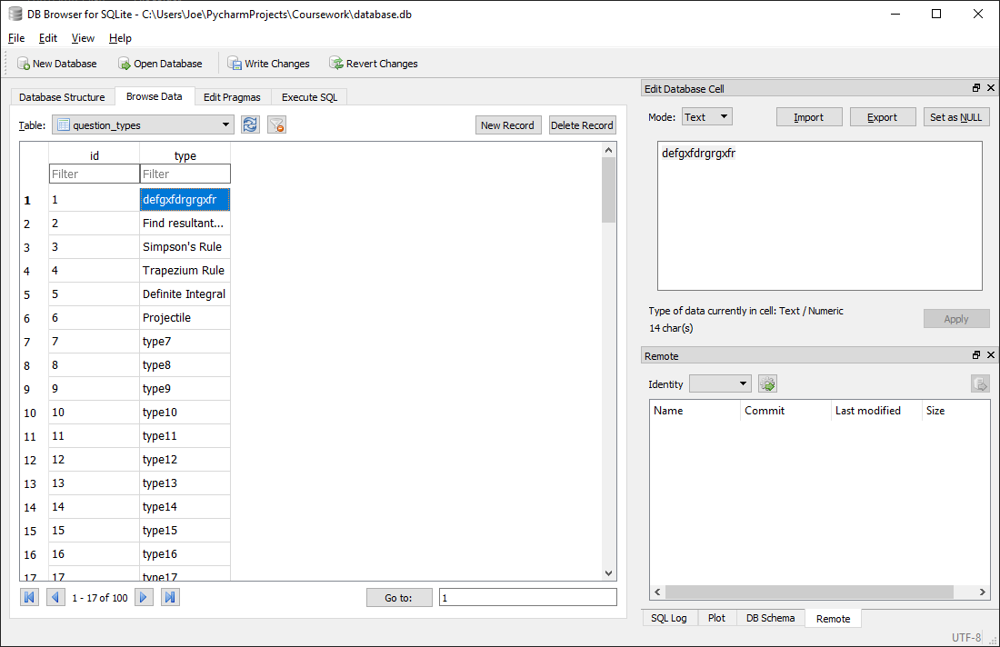 DB Browser for SQLite - C:\Users\Joe\PycharmProjects\Coursework\database.db
File Edit View Help
New Database Open Database Write Changes Revert Changes
Database Structure Browse Data Edit Pragmas Execute SQL
Table: question_types New Record Delete Record
id type
Filter Filter
1 1 defgxfdrgrgxfr
2 2 Find resultant...
3 3 Simpson's Rule
4 4 Trapezium Rule
5 5 Definite Integral
6 6 Projectile
7 7 type7
8 8 type8
9 9 type9
10 10 type10
11 11 type11
12 12 type12
13 13 type13
14 14 type14
15 15 type15
16 16 type16
17 17 type17
1 - 17 of 100 Go to: 1
Edit Database Cell
Mode: Text Import Export Set as NULL
defgxfdrgrgxfr
Type of data currently in cell: Text / Numeric
14 char(s)
Apply
Remote
Identity
Name Commit Last modified Size
SQL Log Plot DB Schema Remote
UTF-8